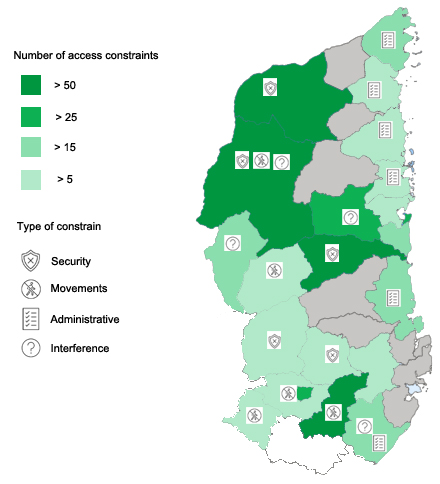 Number of access constraints
> 50
> 25
> 15
> 5
Type of constrain
Security
Movements
Administrative
Interference